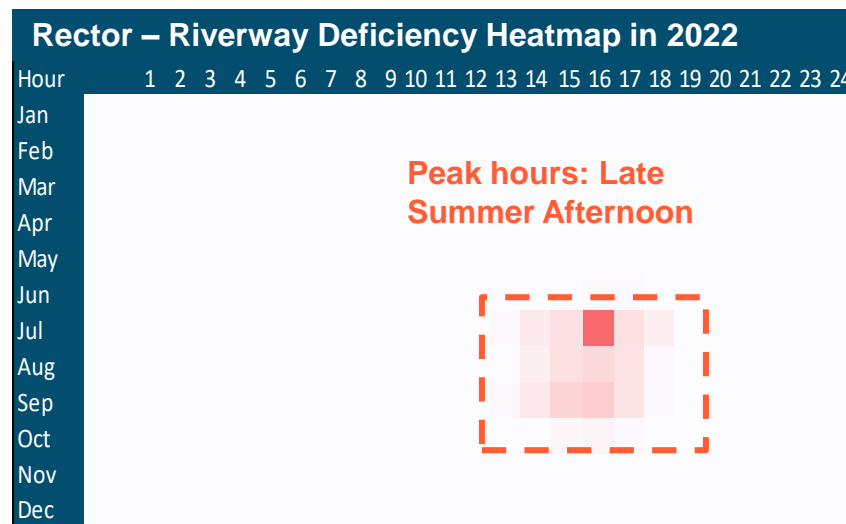 Rector – Riverway Deficiency Heatmap in 2022
Hour 1 2 3 4 5 6 7 8 9 10 11 12 13 14 15 16 17 18 19 20 21 22 23 24
Jan
Feb
Mar
Apr
May
Jun
Jul
Aug
Sep
Oct
Nov
Dec
Peak hours: Late
Summer Afternoon